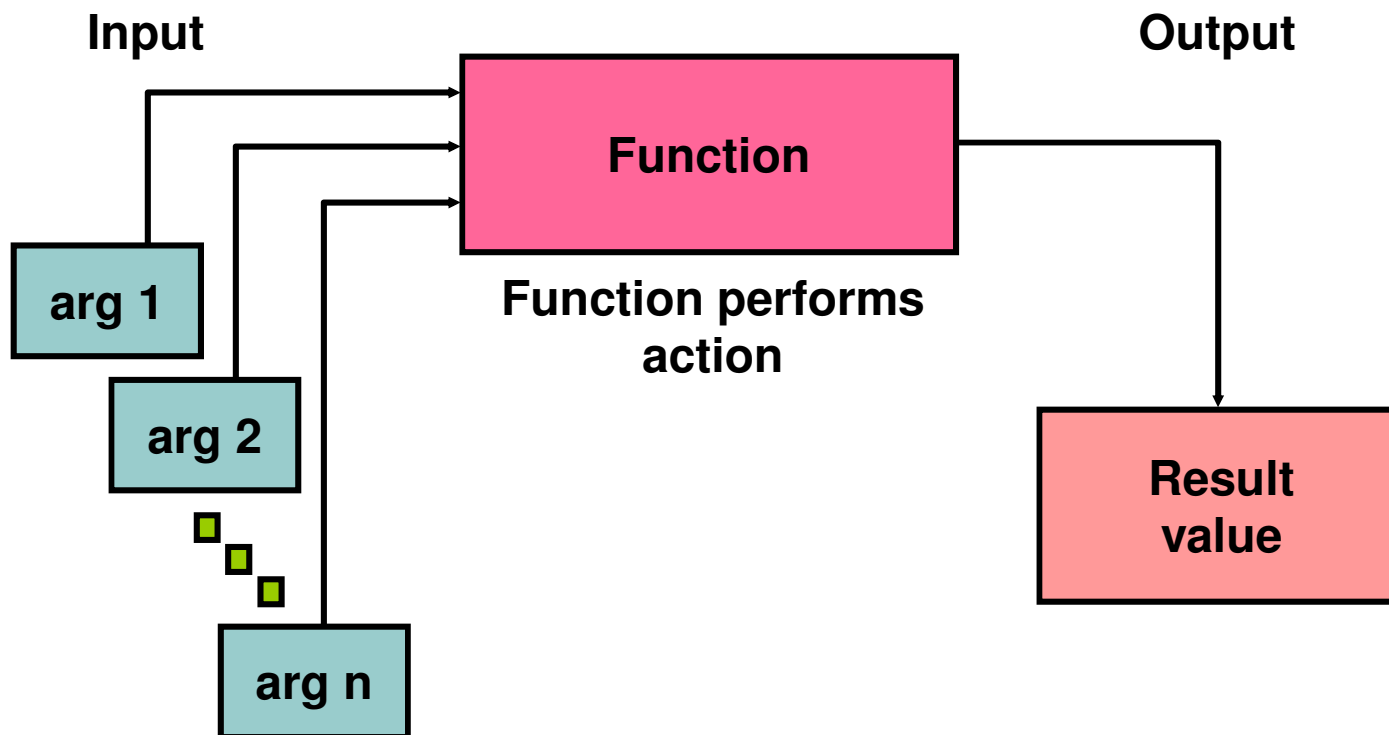 Input
Output
Function
arg 1
Function performs
action
arg 2
Result
value
arg n